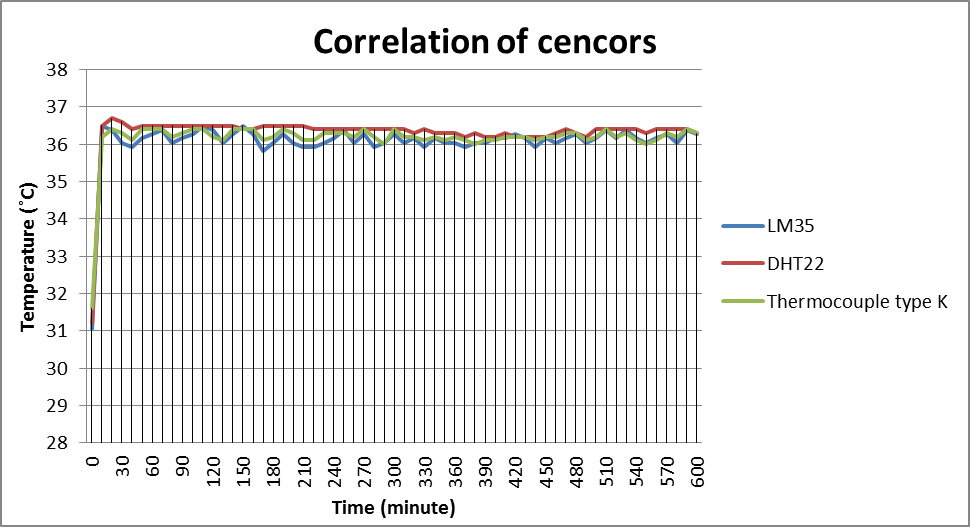 Correlation of cencors
38
37
36
35
34
33
32
31
30
29
28
Temperature (˚C)
0 30 60 90 120 150 180 210 240 270 300 330 360 390 420 450 480 510 540 570 600
Time (minute)
LM35
DHT22
Thermocouple type K